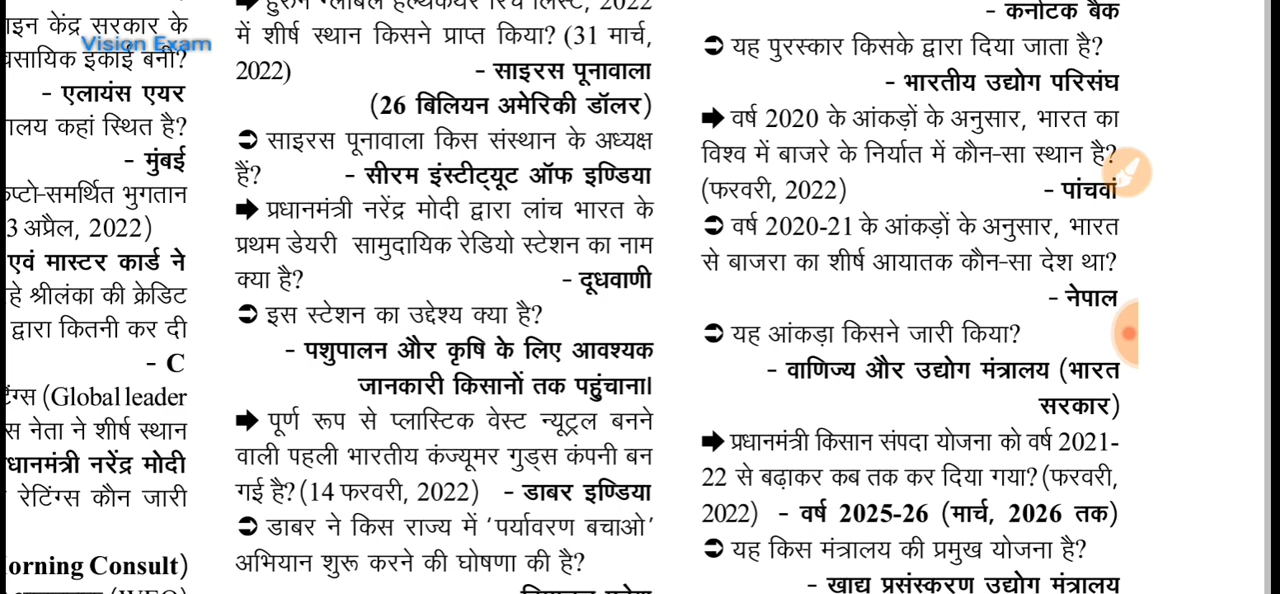 ाइन केंद्र सरकार के
Vision Exam
वसायिक इकाई बनी?
- एलायंस एयर
ालय कहां स्थित है?
- मुंबई
प्टो-समर्थित भुगतान
3 अप्रैल, 2022)
एवं मास्टर कार्ड ने
हे श्रीलंका की क्रेडिट
द्वारा कितनी कर दी
- C
टिंग्स (Global leader
स नेता ने शीर्ष स्थान
धानमंत्री नरेंद्र मोदी
रेटिंग्स कौन जारी
orning Consult)
हुरुन ग्लोबल हेल्थकेयर रिच लिस्ट, 2022
में शीर्ष स्थान किसने प्राप्त किया? (31 मार्च,
2022) - साइरस पूनावाला
(26 बिलियन अमेरिकी डॉलर)
➲ साइरस पूनावाला किस संस्थान के अध्यक्ष
हैं? - सीरम इंस्टीट्यूट ऑफ इण्डिया
➡ प्रधानमंत्री नरेंद्र मोदी द्वारा लांच भारत के
प्रथम डेयरी सामुदायिक रेडियो स्टेशन का नाम
क्या है? - दूधवाणी
➲ इस स्टेशन का उद्देश्य क्या है?
- पशुपालन और कृषि के लिए आवश्यक
जानकारी किसानों तक पहुंचाना।
➡ पूर्ण रूप से प्लास्टिक वेस्ट न्यूट्रल बनने
वाली पहली भारतीय कंज्यूमर गुड्स कंपनी बन
गई है? (14 फरवरी, 2022) - डाबर इण्डिया
➲ डाबर ने किस राज्य में ‘पर्यावरण बचाओ’
अभियान शुरू करने की घोषणा की है?
- कर्नाटक बैंक
➲ यह पुरस्कार किसके द्वारा दिया जाता है?
- भारतीय उद्योग परिसंघ
➡ वर्ष 2020 के आंकड़ों के अनुसार, भारत का
विश्व में बाजरे के निर्यात में कौन-सा स्थान है?
(फरवरी, 2022) - पांचवां
➲ वर्ष 2020-21 के आंकड़ों के अनुसार, भारत
से बाजरा का शीर्ष आयातक कौन-सा देश था?
- नेपाल
➲ यह आंकड़ा किसने जारी किया?
- वाणिज्य और उद्योग मंत्रालय (भारत
सरकार)
➡ प्रधानमंत्री किसान संपदा योजना को वर्ष 2021-
22 से बढ़ाकर कब तक कर दिया गया? (फरवरी,
2022) - वर्ष 2025-26 (मार्च, 2026 तक)
➲ यह किस मंत्रालय की प्रमुख योजना है?
- खाद्य प्रसंस्करण उद्योग मंत्रालय